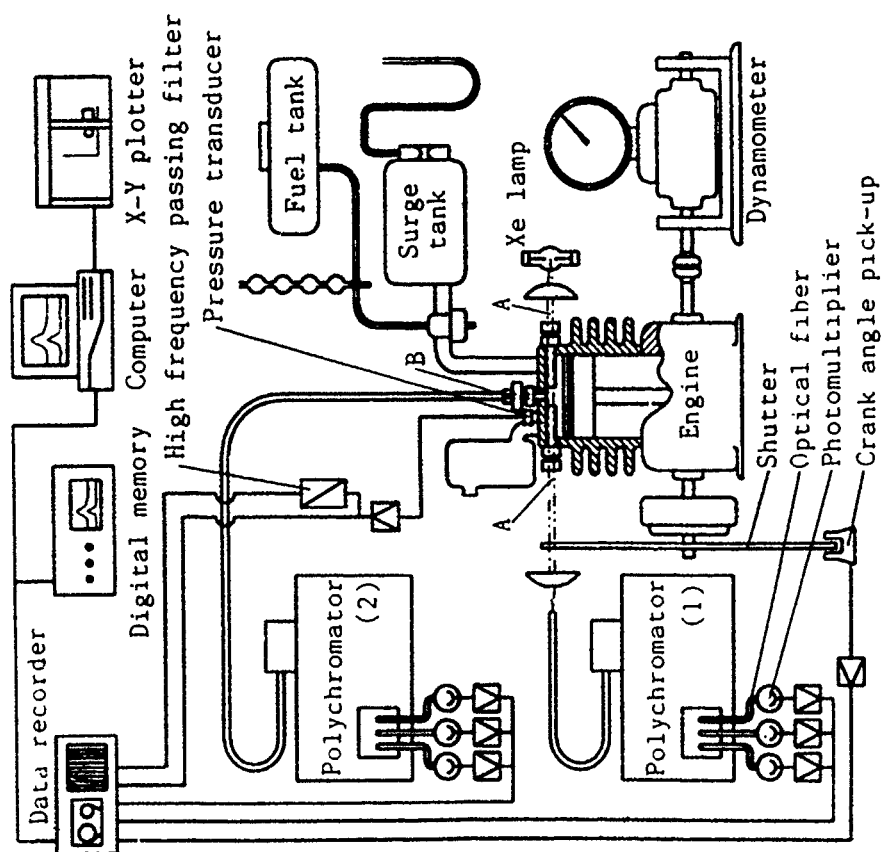 Data recorder
Digital memory
Computer
X-Y plotter
High frequency passing filter
Pressure transducer
Fuel tank
Surge
tank
Xe lamp
A
B
A
Polychromator
(2)
Polychromator
(1)
Engine
Dynamometer
Shutter
Optical fiber
Photomultiplier
Crank angle pick-up